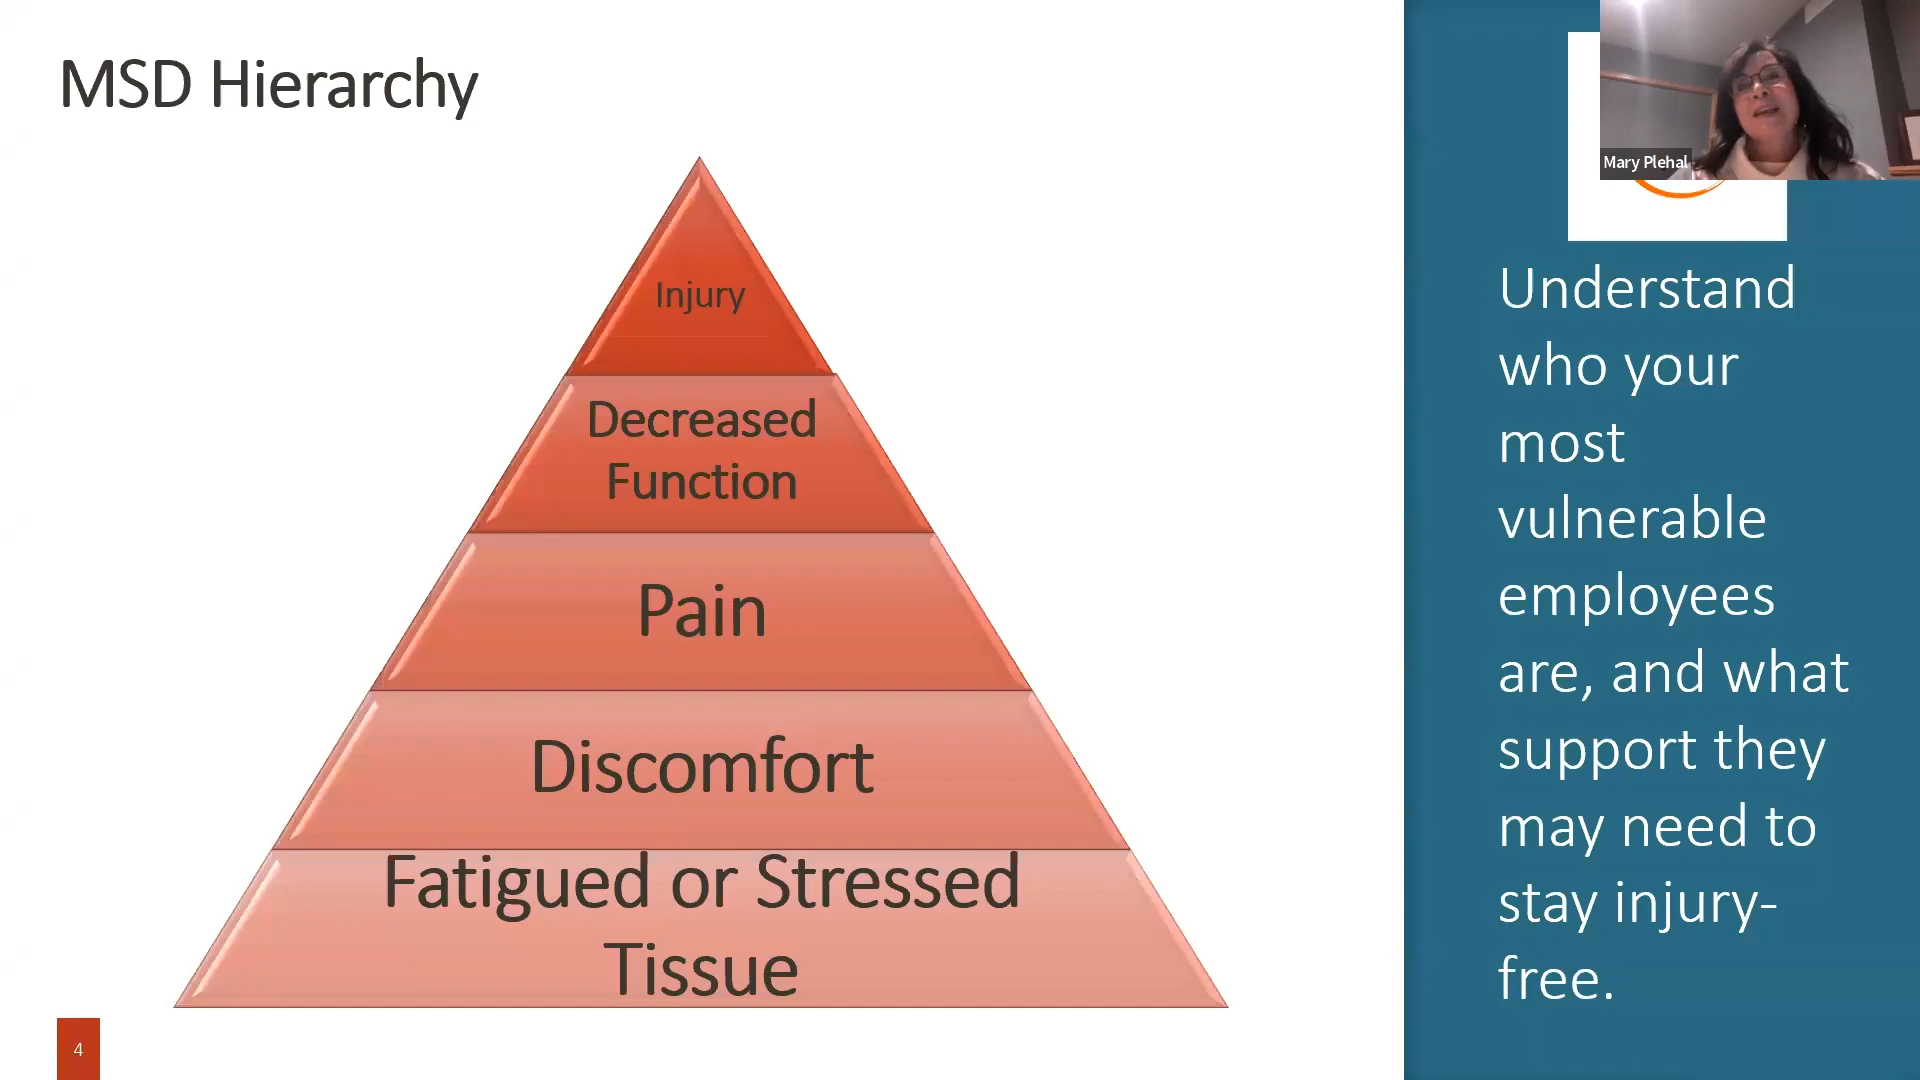 MSD Hierarchy
Injury
Decreased
Function
Pain
Discomfort
Fatigued or Stressed
Tissue
4
Mary Plehal
Understand
who your
most
vulnerable
employees
are, and what
support they
may need to
stay injury-
free.